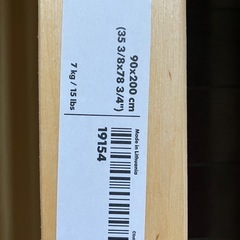 90x200 cm
(35 3/8x78 3/4")
7 kg / 15 lbs
Made in Lithuania
19154